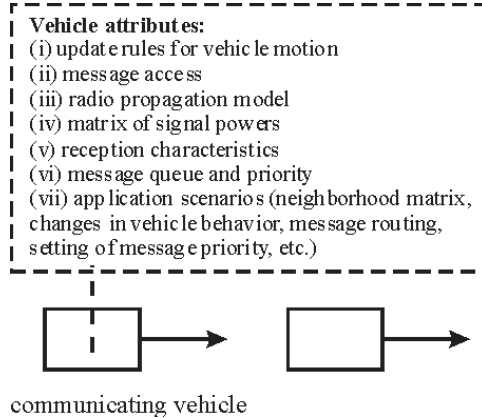 Vehicle attributes:
(i) update rules for vehicle motion
(ii) message access
(iii) radio propagation model
(iv) matrix of signal powers
(v) reception characteristics
(vi) message queue and priority
(vii) application scenarios (neighborhood matrix,
changes in vehicle behavior, message routing,
setting of message priority, etc.)
communicating vehicle